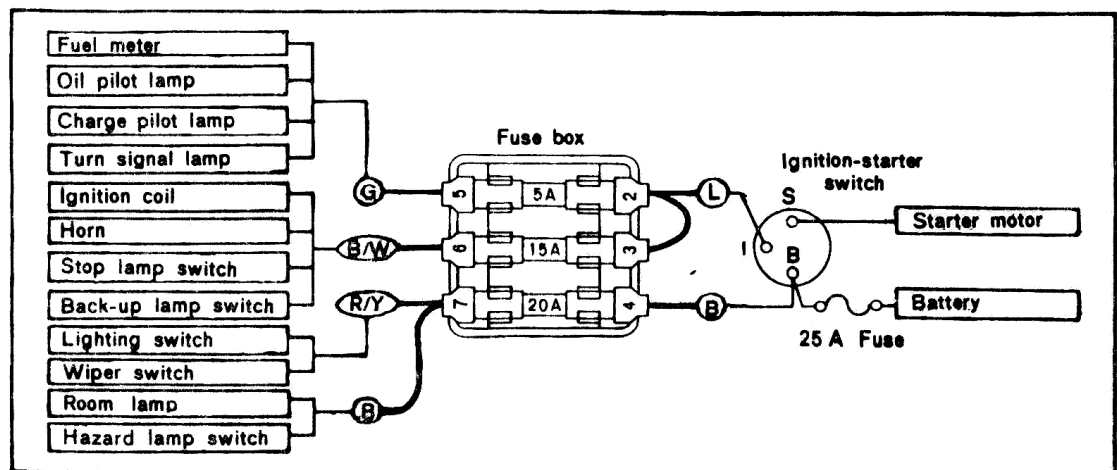 Fuel meter
Oil pilot lamp
Charge pilot lamp
Turn signal lamp
Ignition coil
Horn
Stop lamp switch
Back-up lamp switch
Lighting switch
Wiper switch
Room lamp
Hazard lamp switch
G
B/W
R/Y
B
Fuse box
5
5A
2
6
15A
3
7
20A
4
L
B
Ignition-starter
switch
S
I
B
25 A Fuse
Starter motor
Battery